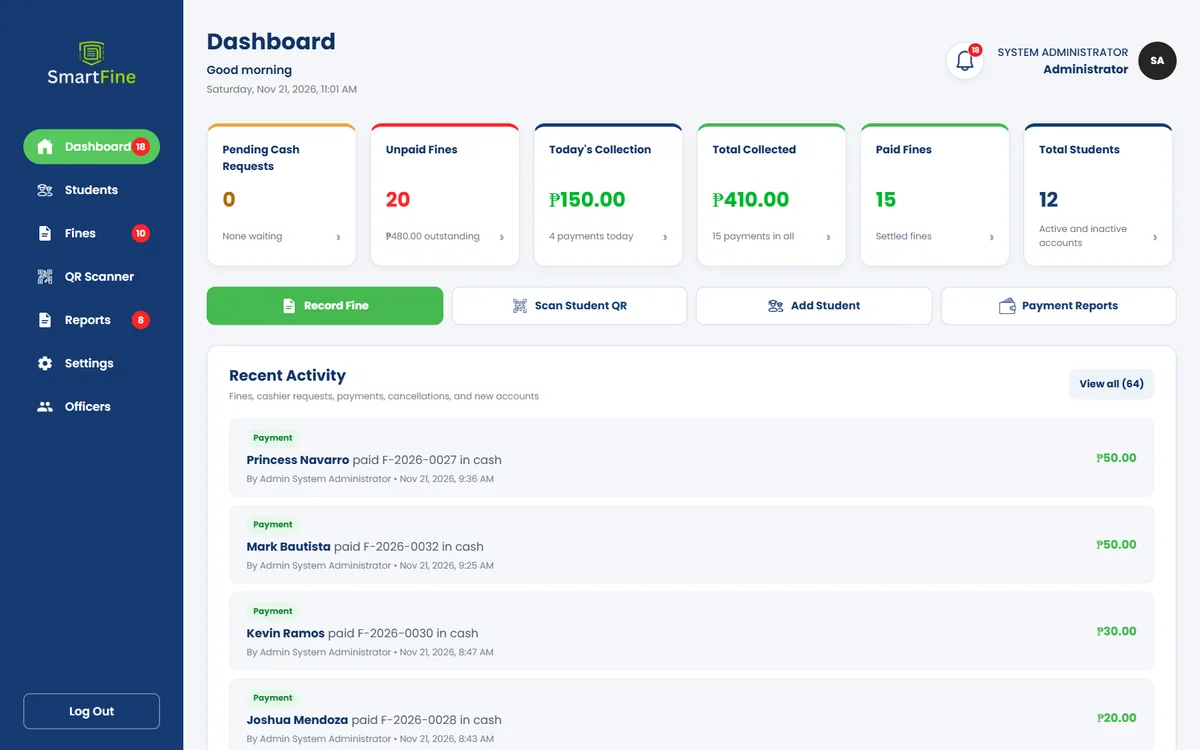 SmartFine
Dashboard 18
Students
Fines 10
QR Scanner
Reports 8
Settings
Officers
Log Out
Dashboard
Good morning
Saturday, Nov 21, 2026, 11:01 AM
18
SYSTEM ADMINISTRATOR
Administrator
SA
Pending Cash
Requests
0
None waiting ›
Unpaid Fines
20
₱480.00 outstanding ›
Today's Collection
₱150.00
4 payments today ›
Total Collected
₱410.00
15 payments in all ›
Paid Fines
15
Settled fines ›
Total Students
12
Active and inactive
accounts ›
Record Fine
Scan Student QR
Add Student
Payment Reports
Recent Activity
Fines, cashier requests, payments, cancellations, and new accounts
View all (64)
Payment
Princess Navarro paid F-2026-0027 in cash
By Admin System Administrator • Nov 21, 2026, 9:36 AM
₱50.00
Payment
Mark Bautista paid F-2026-0032 in cash
By Admin System Administrator • Nov 21, 2026, 9:25 AM
₱50.00
Payment
Kevin Ramos paid F-2026-0030 in cash
By Admin System Administrator • Nov 21, 2026, 8:47 AM
₱30.00
Payment
Joshua Mendoza paid F-2026-0028 in cash
By Admin System Administrator • Nov 21, 2026, 8:43 AM
₱20.00